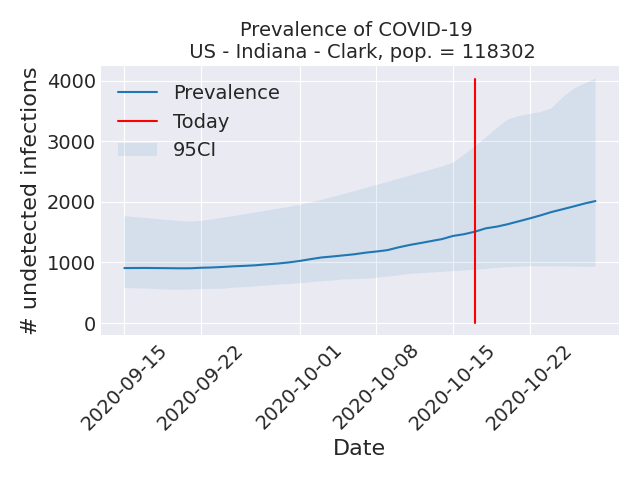 Prevalence of COVID-19
US - Indiana - Clark, pop. = 118302
# undetected infections
4000
3000
2000
1000
0
Prevalence
Today
95CI
2020-09-15
2020-09-22
2020-10-01
2020-10-08
2020-10-15
2020-10-22
Date